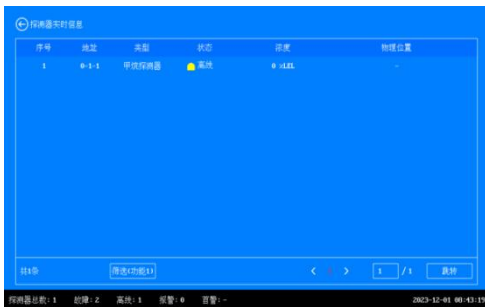 探测器实时信息
序号 地址 类型 状态 浓度 物理位置
1 0-1-1 甲烷探测器 离线 0 %LEL -
共1条 筛选(功能1) < 1 > 1 /1 跳转
探测器总数: 1 故障: 2 离线: 1 报警: 0 首警: - 2023-12-01 08:43:19